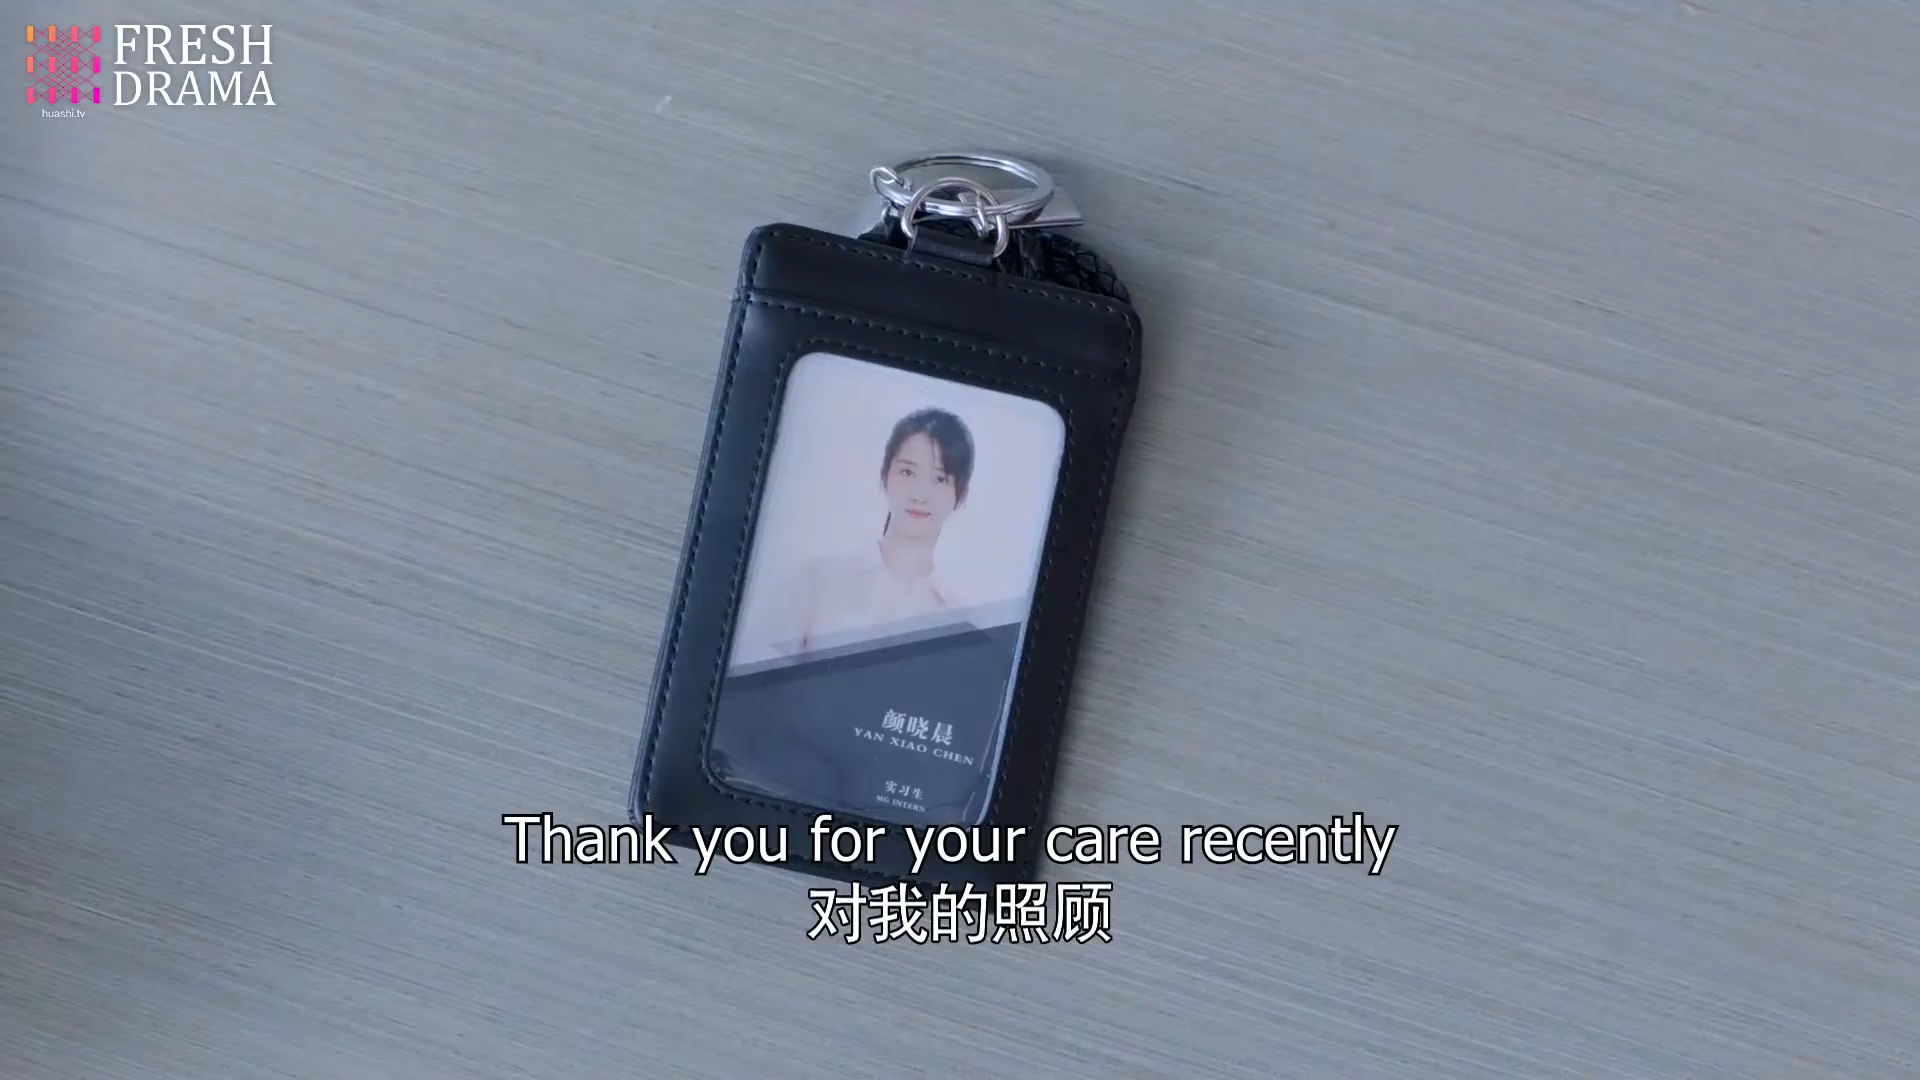 FRESH
DRAMA
huashi.tv
颜晓晨
YAN XIAO CHEN
实习生
MG INTERN
Thank you for your care recently
对我的照顾